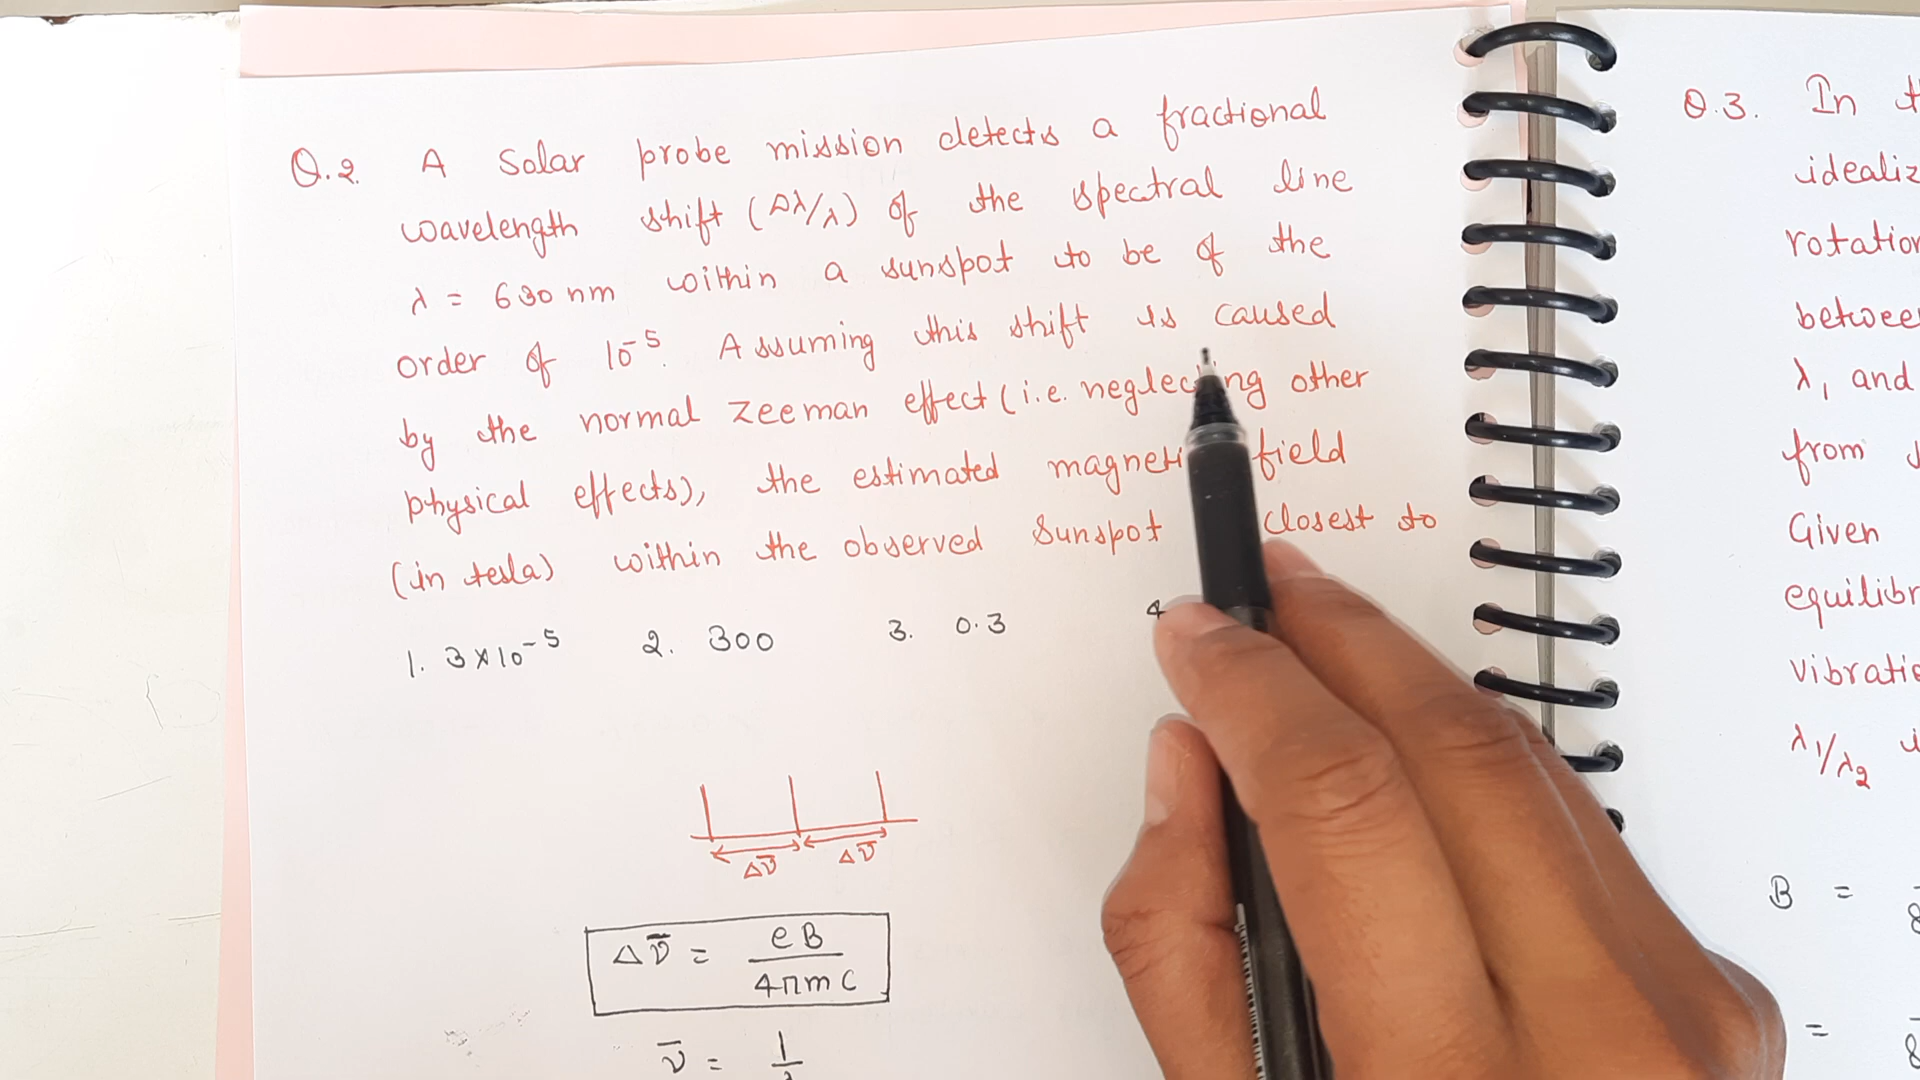 Q.2. A Solar probe mission detects a fractional
wavelength shift (Δλ/λ) of the spectral line
λ = 630 nm within a sunspot to be of the
order of 10⁻⁵. Assuming this shift is caused
by the normal zeeman effect (i.e. neglecting other
physical effects), the estimated magnetic field
(in tesla) within the observed Sunspot closest to
1. 3×10⁻⁵ 2. 300 3. 0.3 4
Δν̄ Δν̄
Δν̄ = eB / 4πmc
ν̄ = 1
Q.3. In
idealiz
rotation
between
λ₁ and
from
Given
equilibr
vibratio
λ₁/λ₂
B =
=